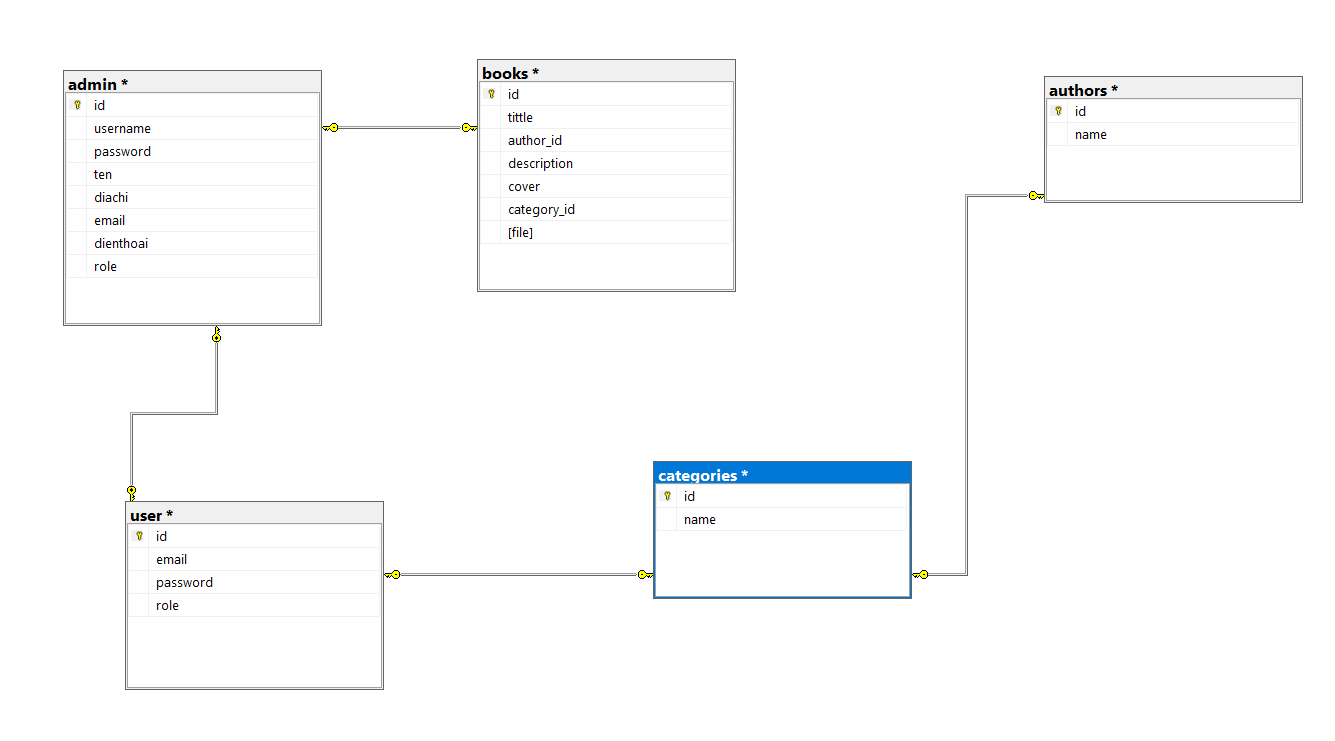 admin *
id
username
password
ten
diachi
email
dienthoai
role
books *
id
tittle
author_id
description
cover
category_id
[file]
authors *
id
name
user *
id
email
password
role
categories *
id
name